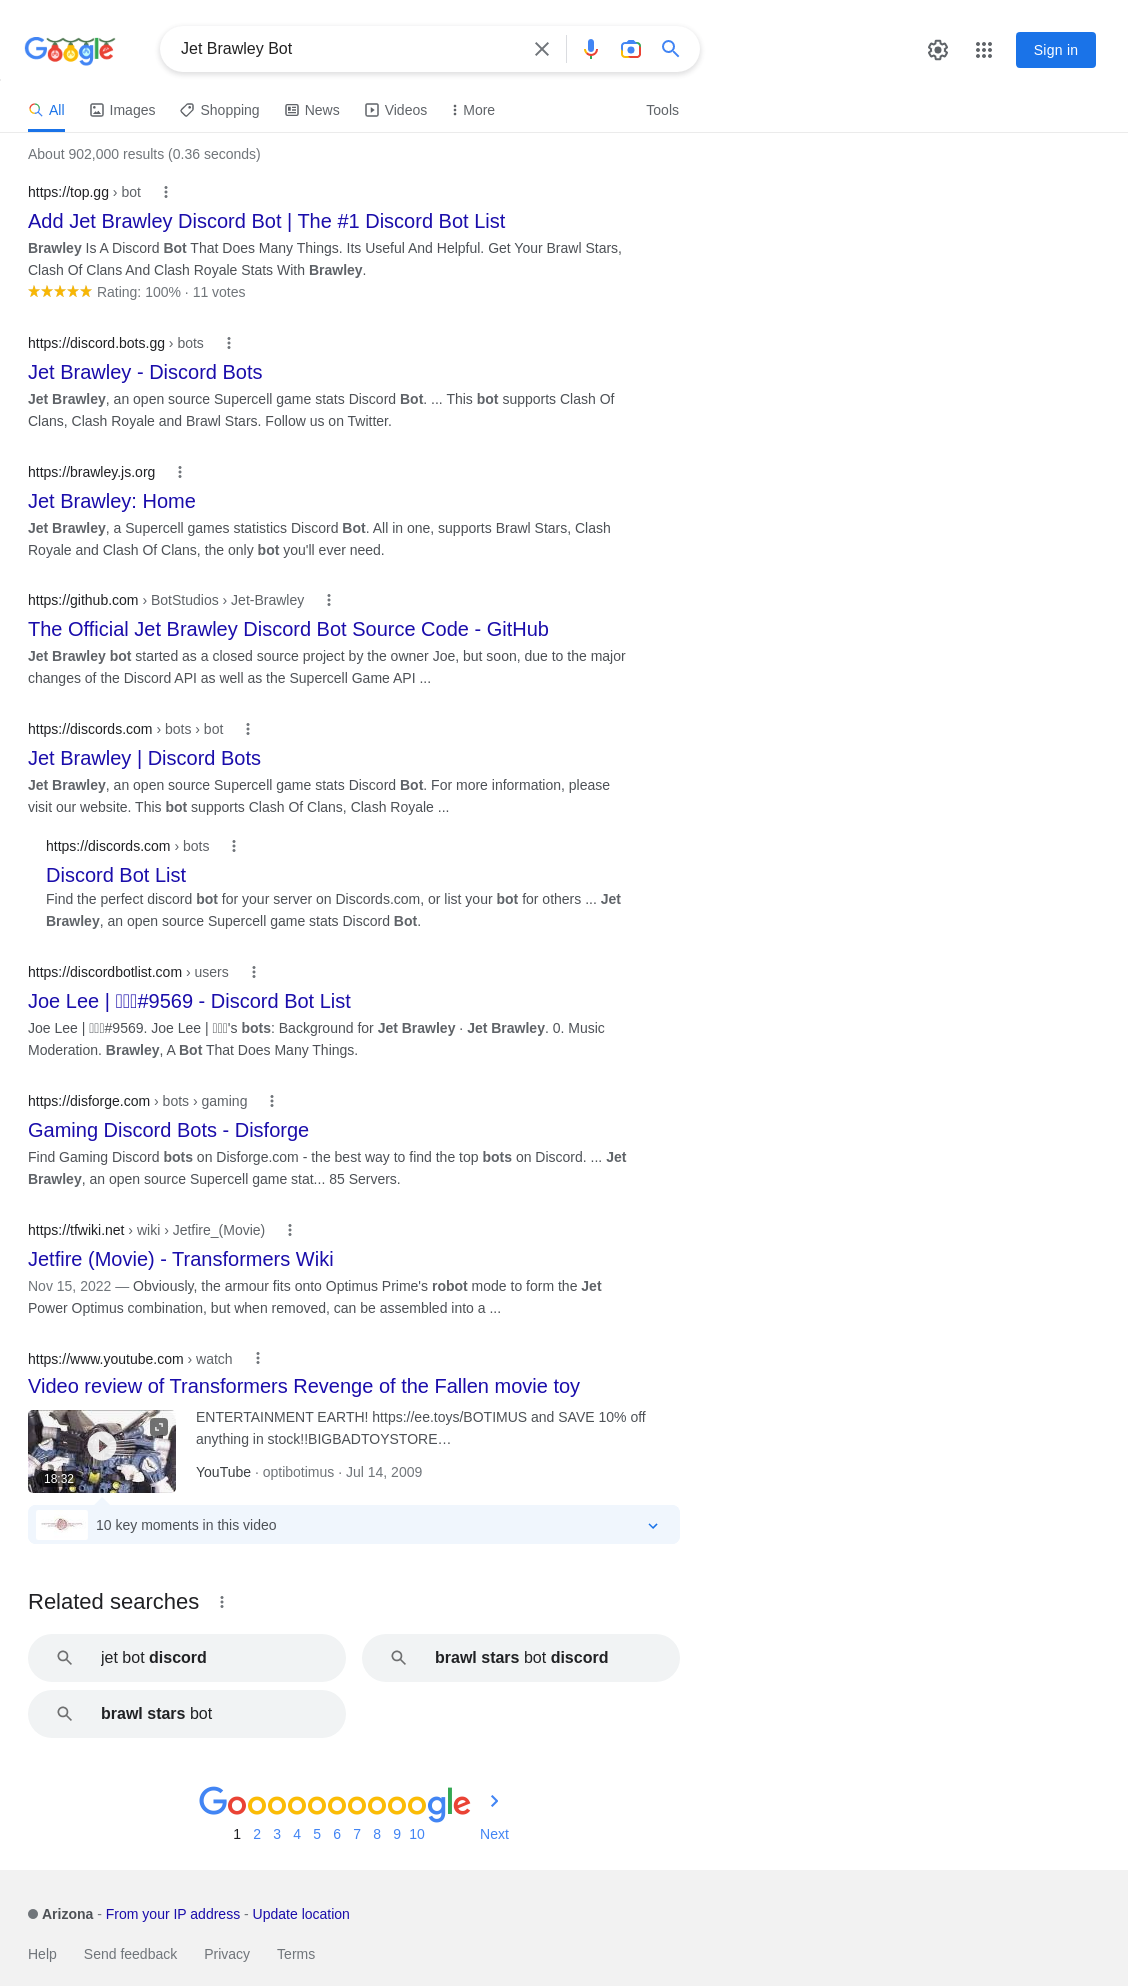 Google
Jet Brawley Bot
Sign in
All
Images
Shopping
News
Videos
More
Tools
About 902,000 results (0.36 seconds)
https://top.gg › bot
Add Jet Brawley Discord Bot | The #1 Discord Bot List
Brawley Is A Discord Bot That Does Many Things. Its Useful And Helpful. Get Your Brawl Stars,
Clash Of Clans And Clash Royale Stats With Brawley.
Rating: 100% · 11 votes
https://discord.bots.gg › bots
Jet Brawley - Discord Bots
Jet Brawley, an open source Supercell game stats Discord Bot. ... This bot supports Clash Of
Clans, Clash Royale and Brawl Stars. Follow us on Twitter.
https://brawley.js.org
Jet Brawley: Home
Jet Brawley, a Supercell games statistics Discord Bot. All in one, supports Brawl Stars, Clash
Royale and Clash Of Clans, the only bot you'll ever need.
https://github.com › BotStudios › Jet-Brawley
The Official Jet Brawley Discord Bot Source Code - GitHub
Jet Brawley bot started as a closed source project by the owner Joe, but soon, due to the major
changes of the Discord API as well as the Supercell Game API ...
https://discords.com › bots › bot
Jet Brawley | Discord Bots
Jet Brawley, an open source Supercell game stats Discord Bot. For more information, please
visit our website. This bot supports Clash Of Clans, Clash Royale ...
https://discords.com › bots
Discord Bot List
Find the perfect discord bot for your server on Discords.com, or list your bot for others ... Jet
Brawley, an open source Supercell game stats Discord Bot.
https://discordbotlist.com › users
Joe Lee | #9569 - Discord Bot List
Joe Lee | #9569. Joe Lee | 's bots: Background for Jet Brawley · Jet Brawley. 0. Music
Moderation. Brawley, A Bot That Does Many Things.
https://disforge.com › bots › gaming
Gaming Discord Bots - Disforge
Find Gaming Discord bots on Disforge.com - the best way to find the top bots on Discord. ... Jet
Brawley, an open source Supercell game stat... 85 Servers.
https://tfwiki.net › wiki › Jetfire_(Movie)
Jetfire (Movie) - Transformers Wiki
Nov 15, 2022 — Obviously, the armour fits onto Optimus Prime's robot mode to form the Jet
Power Optimus combination, but when removed, can be assembled into a ...
https://www.youtube.com › watch
Video review of Transformers Revenge of the Fallen movie toy
ENTERTAINMENT EARTH! https://ee.toys/BOTIMUS and SAVE 10% off
anything in stock!!BIGBADTOYSTORE…
18:32
YouTube · optibotimus · Jul 14, 2009
10 key moments in this video
Related searches
jet bot discord
brawl stars bot discord
brawl stars bot
Goooooooooogle
1 2 3 4 5 6 7 8 9 10 Next
Arizona - From your IP address - Update location
Help Send feedback Privacy Terms